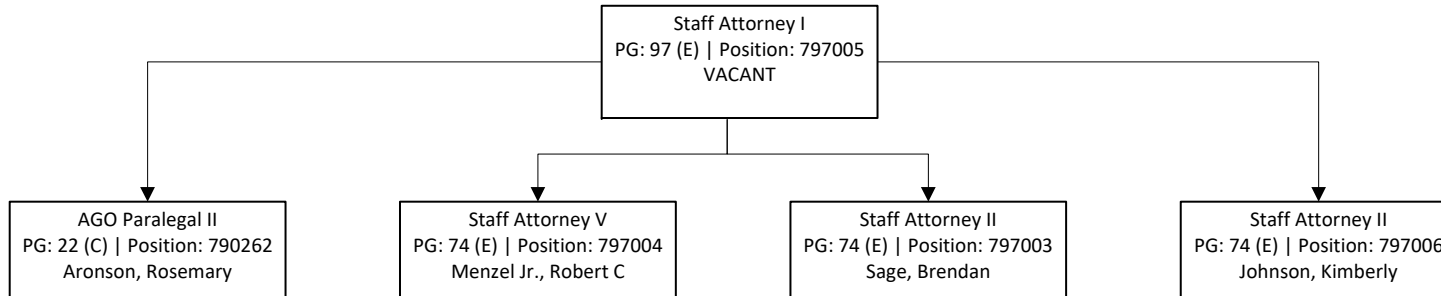 Staff Attorney I
PG: 97 (E) | Position: 797005
VACANT
AGO Paralegal II
PG: 22 (C) | Position: 790262
Aronson, Rosemary
Staff Attorney V
PG: 74 (E) | Position: 797004
Menzel Jr., Robert C
Staff Attorney II
PG: 74 (E) | Position: 797003
Sage, Brendan
Staff Attorney II
PG: 74 (E) | Position: 797006
Johnson, Kimberly